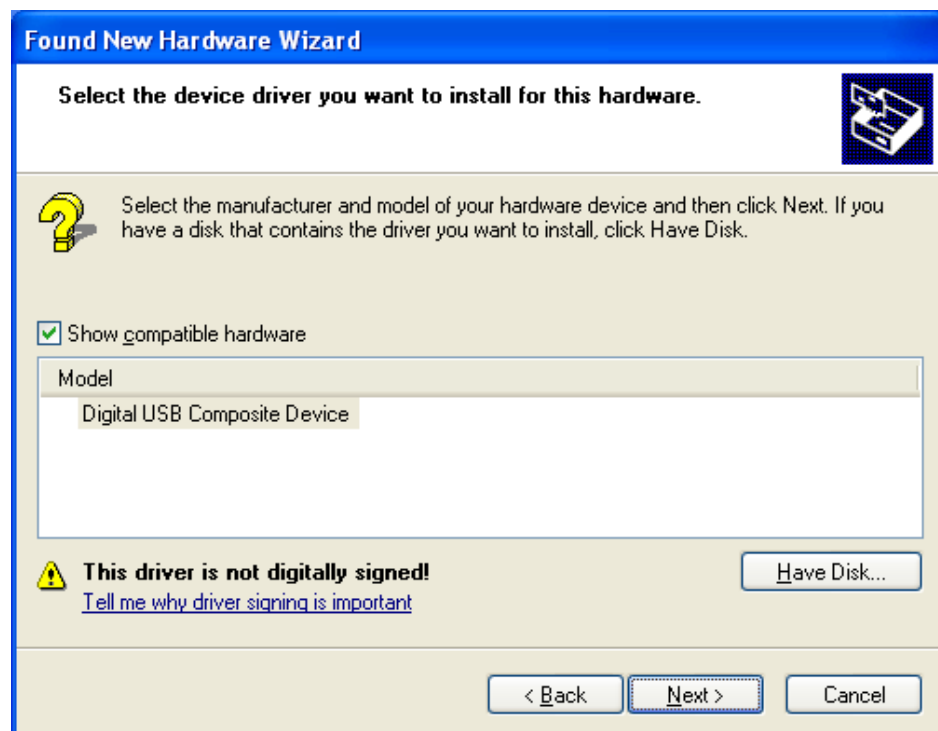 Found New Hardware Wizard
Select the device driver you want to install for this hardware.
Select the manufacturer and model of your hardware device and then click Next. If you
have a disk that contains the driver you want to install, click Have Disk.
Show compatible hardware
Model
Digital USB Composite Device
This driver is not digitally signed!
Have Disk...
Tell me why driver signing is important
< Back
Next >
Cancel